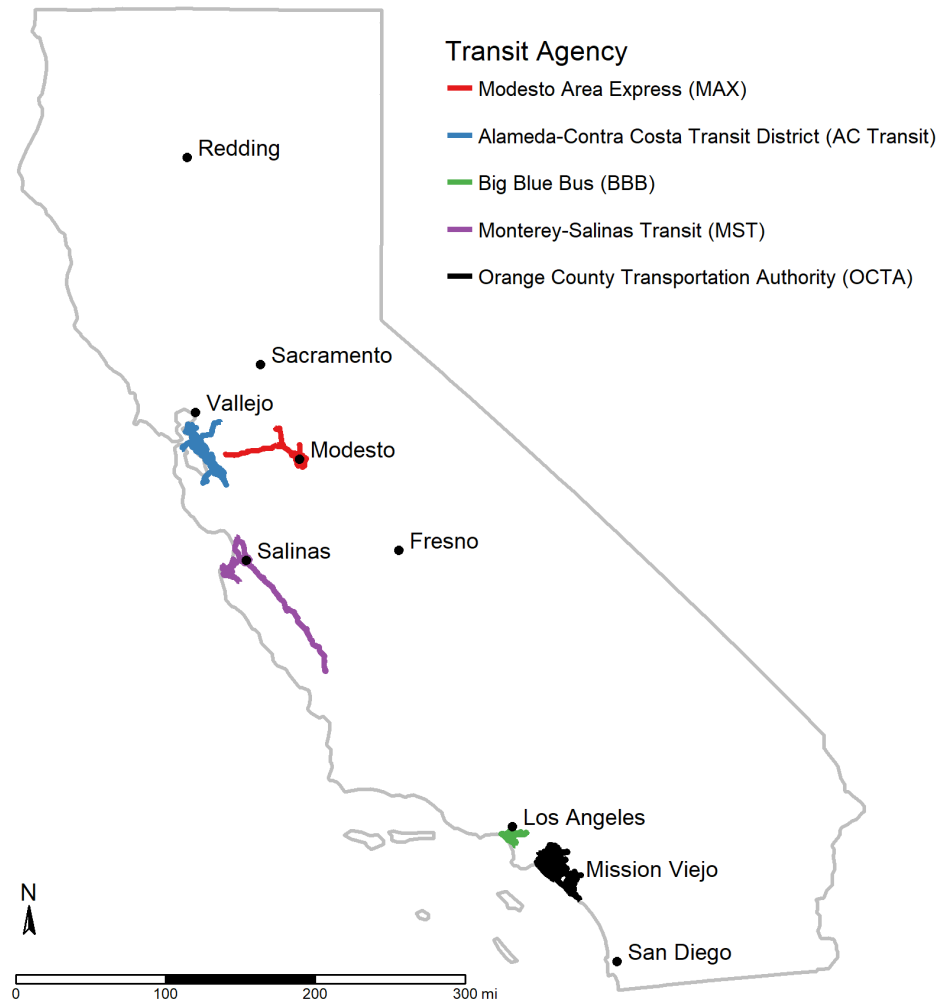 Transit Agency
Modesto Area Express (MAX)
Alameda-Contra Costa Transit District (AC Transit)
Big Blue Bus (BBB)
Monterey-Salinas Transit (MST)
Orange County Transportation Authority (OCTA)
Redding
Sacramento
Vallejo
Modesto
Fresno
Salinas
Los Angeles
Mission Viejo
San Diego
N
0 100 200 300 mi